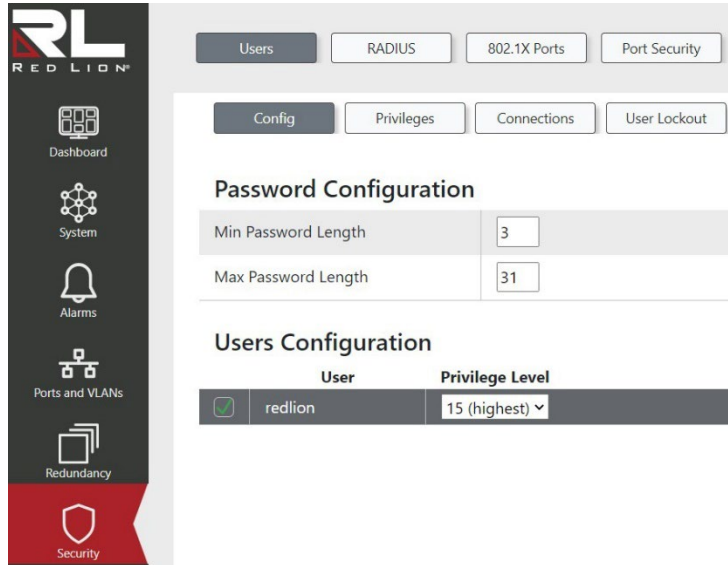 RL
RED LION®
Users RADIUS 802.1X Ports Port Security
Config Privileges Connections User Lockout
Dashboard
System
Alarms
Ports and VLANs
Redundancy
Security
Password Configuration
Min Password Length 3
Max Password Length 31
Users Configuration
User Privilege Level
redlion 15 (highest)